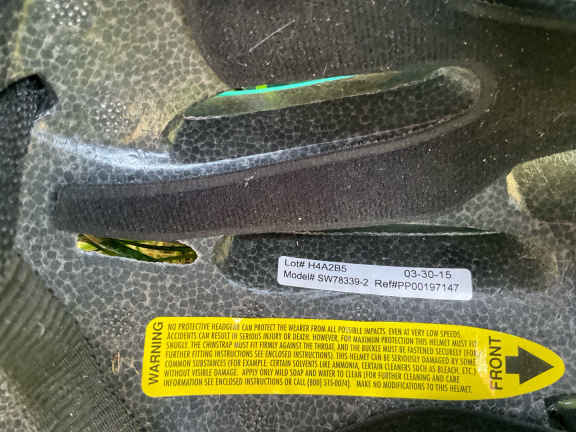 Lot# H4A2B5 03-30-15
Model# SW78339-2 Ref#PP00197147
WARNING
NO PROTECTIVE HEADGEAR CAN PROTECT THE WEARER FROM ALL POSSIBLE IMPACTS. EVEN AT VERY LOW SPEEDS,
ACCIDENTS CAN RESULT IN SERIOUS INJURY OR DEATH. HOWEVER, FOR MAXIMUM PROTECTION THIS HELMET MUST FIT
SNUGLY. THE CHINSTRAP MUST FIT FIRMLY AGAINST THE THROAT, AND THE BUCKLE MUST BE FASTENED SECURELY (FOR
FURTHER FITTING INSTRUCTIONS SEE ENCLOSED INSTRUCTIONS). THIS HELMET CAN BE SERIOUSLY DAMAGED BY SOME
COMMON SUBSTANCES (FOR EXAMPLE: CERTAIN SOLVENTS LIKE AMMONIA, CERTAIN CLEANERS SUCH AS BLEACH, ETC.)
WITHOUT VISIBLE DAMAGE. APPLY ONLY MILD SOAP AND WATER TO CLEAN (FOR FURTHER CLEANING AND CARE
INFORMATION SEE ENCLOSED INSTRUCTIONS OR CALL (800) 515-0074). MAKE NO MODIFICATIONS TO THIS HELMET.
FRONT